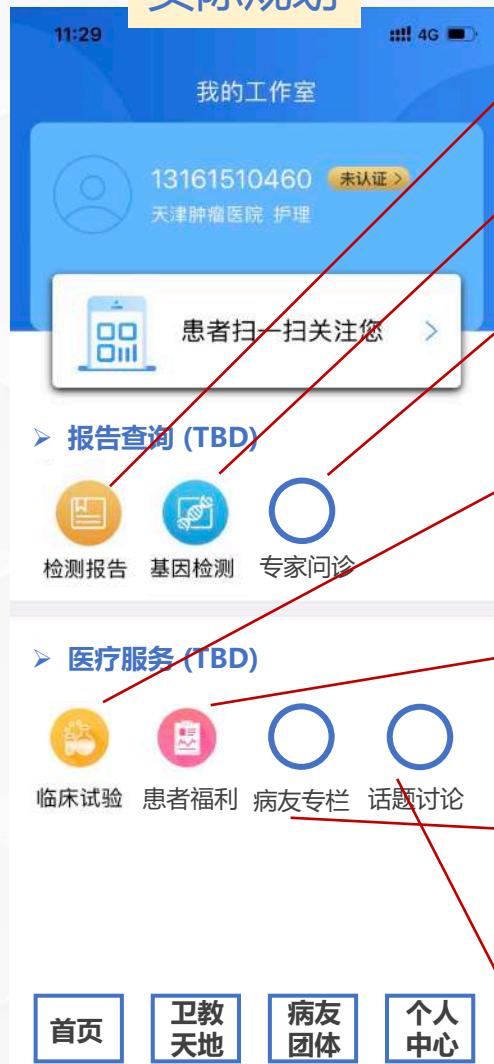 实际规划
11:29
4G
我的工作室
13161510460 未认证 >
天津肿瘤医院 护理
患者扫一扫关注您 >
➢ 报告查询 (TBD)
检测报告 基因检测 专家问诊
➢ 医疗服务 (TBD)
临床试验 患者福利 病友专栏 话题讨论
首页 卫教天地 病友团体 个人中心